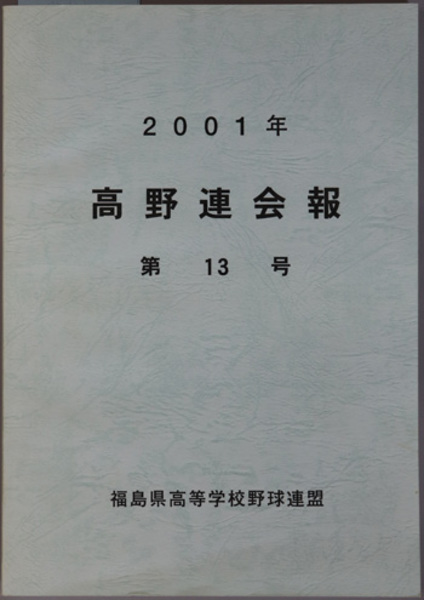 2001年
高野連会報
第 13 号
福島県高等学校野球連盟